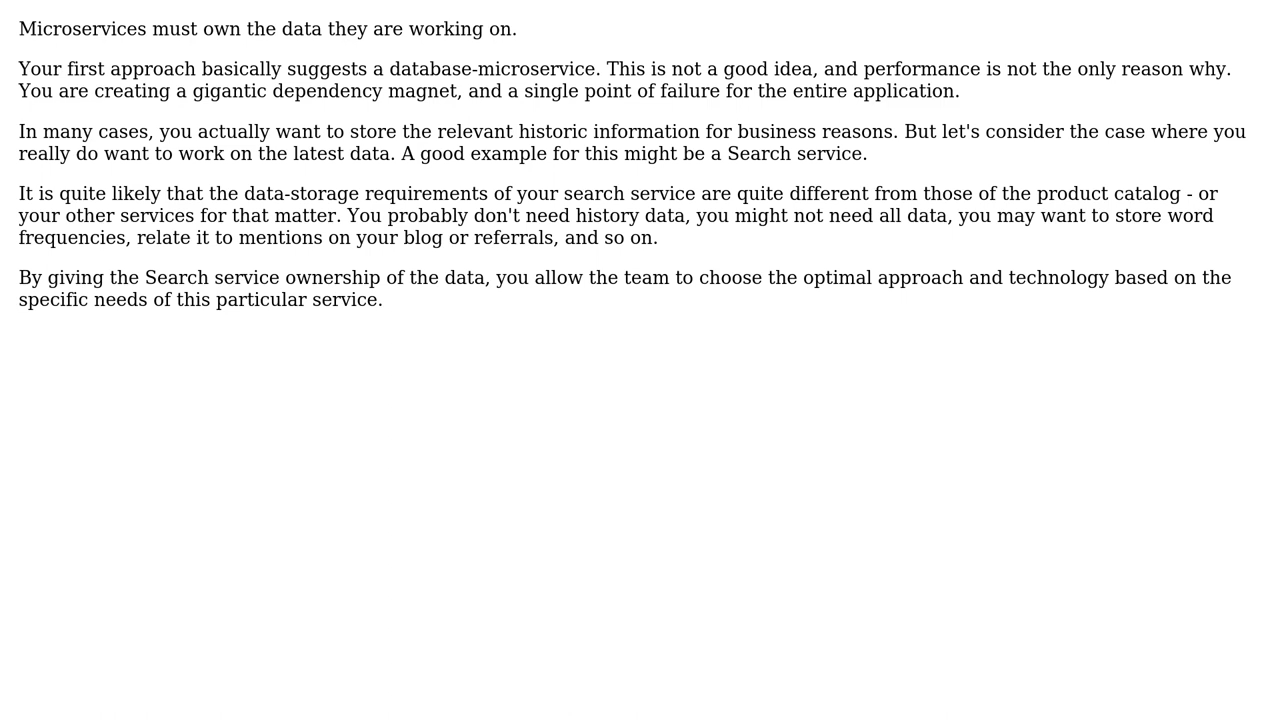 Microservices must own the data they are working on.
Your first approach basically suggests a database-microservice. This is not a good idea, and performance is not the only reason why.
You are creating a gigantic dependency magnet, and a single point of failure for the entire application.
In many cases, you actually want to store the relevant historic information for business reasons. But let's consider the case where you
really do want to work on the latest data. A good example for this might be a Search service.
It is quite likely that the data-storage requirements of your search service are quite different from those of the product catalog - or
your other services for that matter. You probably don't need history data, you might not need all data, you may want to store word
frequencies, relate it to mentions on your blog or referrals, and so on.
By giving the Search service ownership of the data, you allow the team to choose the optimal approach and technology based on the
specific needs of this particular service.